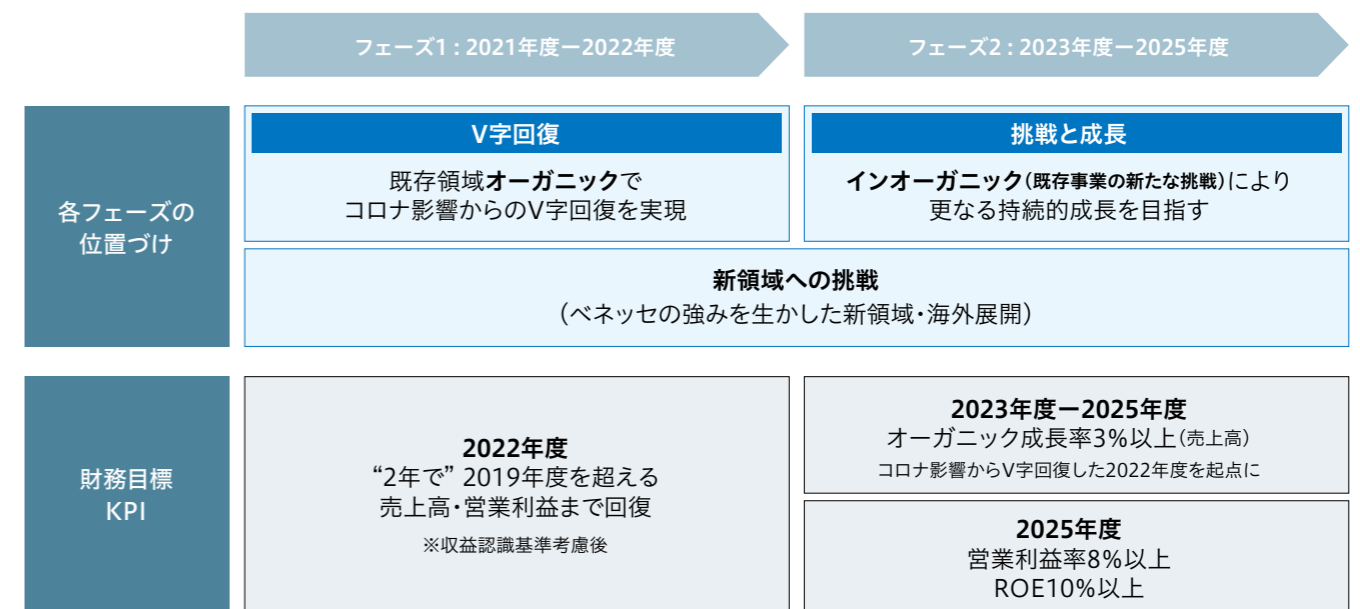 フェーズ1：2021年度ー2022年度
フェーズ2：2023年度ー2025年度
各フェーズの
位置づけ
V字回復
既存領域オーガニックで
コロナ影響からのV字回復を実現
挑戦と成長
インオーガニック（既存事業の新たな挑戦）により
更なる持続的成長を目指す
新領域への挑戦
（ベネッセの強みを生かした新領域・海外展開）
財務目標
KPI
2022年度
“2年で” 2019年度を超える
売上高・営業利益まで回復
※収益認識基準考慮後
2023年度ー2025年度
オーガニック成長率3％以上（売上高）
コロナ影響からV字回復した2022年度を起点に
2025年度
営業利益率8％以上
ROE10％以上